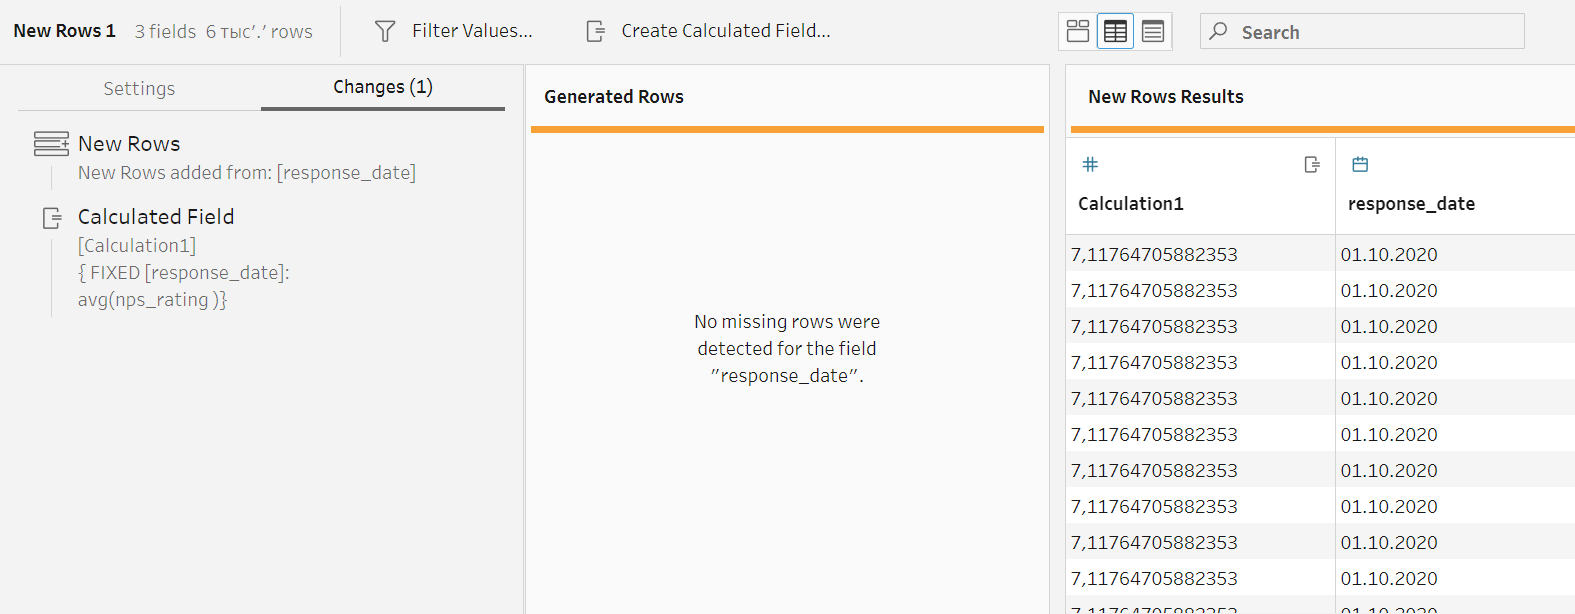 New Rows 1 3 fields 6 тыс'.' rows
Filter Values...
Create Calculated Field...
Search
Settings
Changes (1)
New Rows
New Rows added from: [response_date]
Calculated Field
[Calculation1]
{ FIXED [response_date]:
avg(nps_rating )}
Generated Rows
No missing rows were
detected for the field
"response_date".
New Rows Results
#
Calculation1 response_date
7,11764705882353 01.10.2020
7,11764705882353 01.10.2020
7,11764705882353 01.10.2020
7,11764705882353 01.10.2020
7,11764705882353 01.10.2020
7,11764705882353 01.10.2020
7,11764705882353 01.10.2020
7,11764705882353 01.10.2020
7,11764705882353 01.10.2020
7,11764705882353 01.10.2020
7,11764705882353 01.10.2020